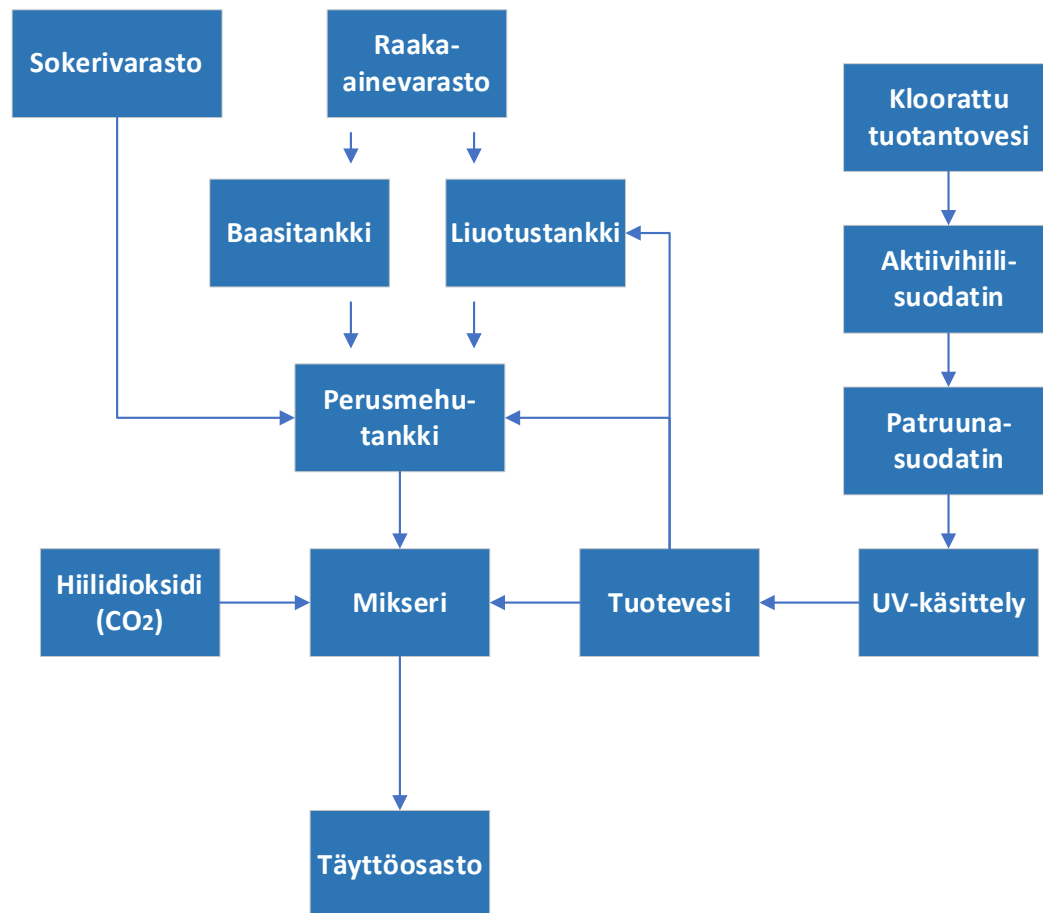 Sokerivarasto
Raaka-
ainevarasto
Kloorattu
tuotantovesi
Baasitankki
Liuotustankki
Aktiivihiili-
suodatin
Perusmehu-
tankki
Patruuna-
suodatin
Hiilidioksidi
(CO2)
Mikseri
Tuotevesi
UV-käsittely
Täyttöosasto